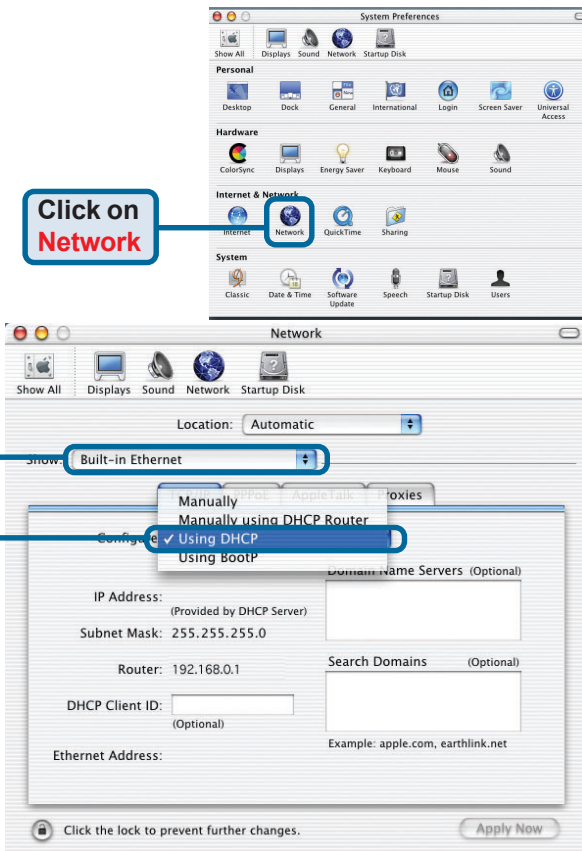 System Preferences
Show All Displays Sound Network Startup Disk
Personal
Desktop Dock General International Login Screen Saver Universal Access
Hardware
ColorSync Displays Energy Saver Keyboard Mouse Sound
Internet & Network
Internet Network QuickTime Sharing
System
Classic Date & Time Software Update Speech Startup Disk Users
Click on
Network
Network
Show All Displays Sound Network Startup Disk
Location: Automatic
Show: Built-in Ethernet
PPPoE AppleTalk Proxies
Manually
Manually using DHCP Router
Configure ✓ Using DHCP
Using BootP
Domain Name Servers (Optional)
IP Address:
(Provided by DHCP Server)
Subnet Mask: 255.255.255.0
Router: 192.168.0.1
Search Domains (Optional)
DHCP Client ID:
(Optional)
Example: apple.com, earthlink.net
Ethernet Address:
Click the lock to prevent further changes.
Apply Now